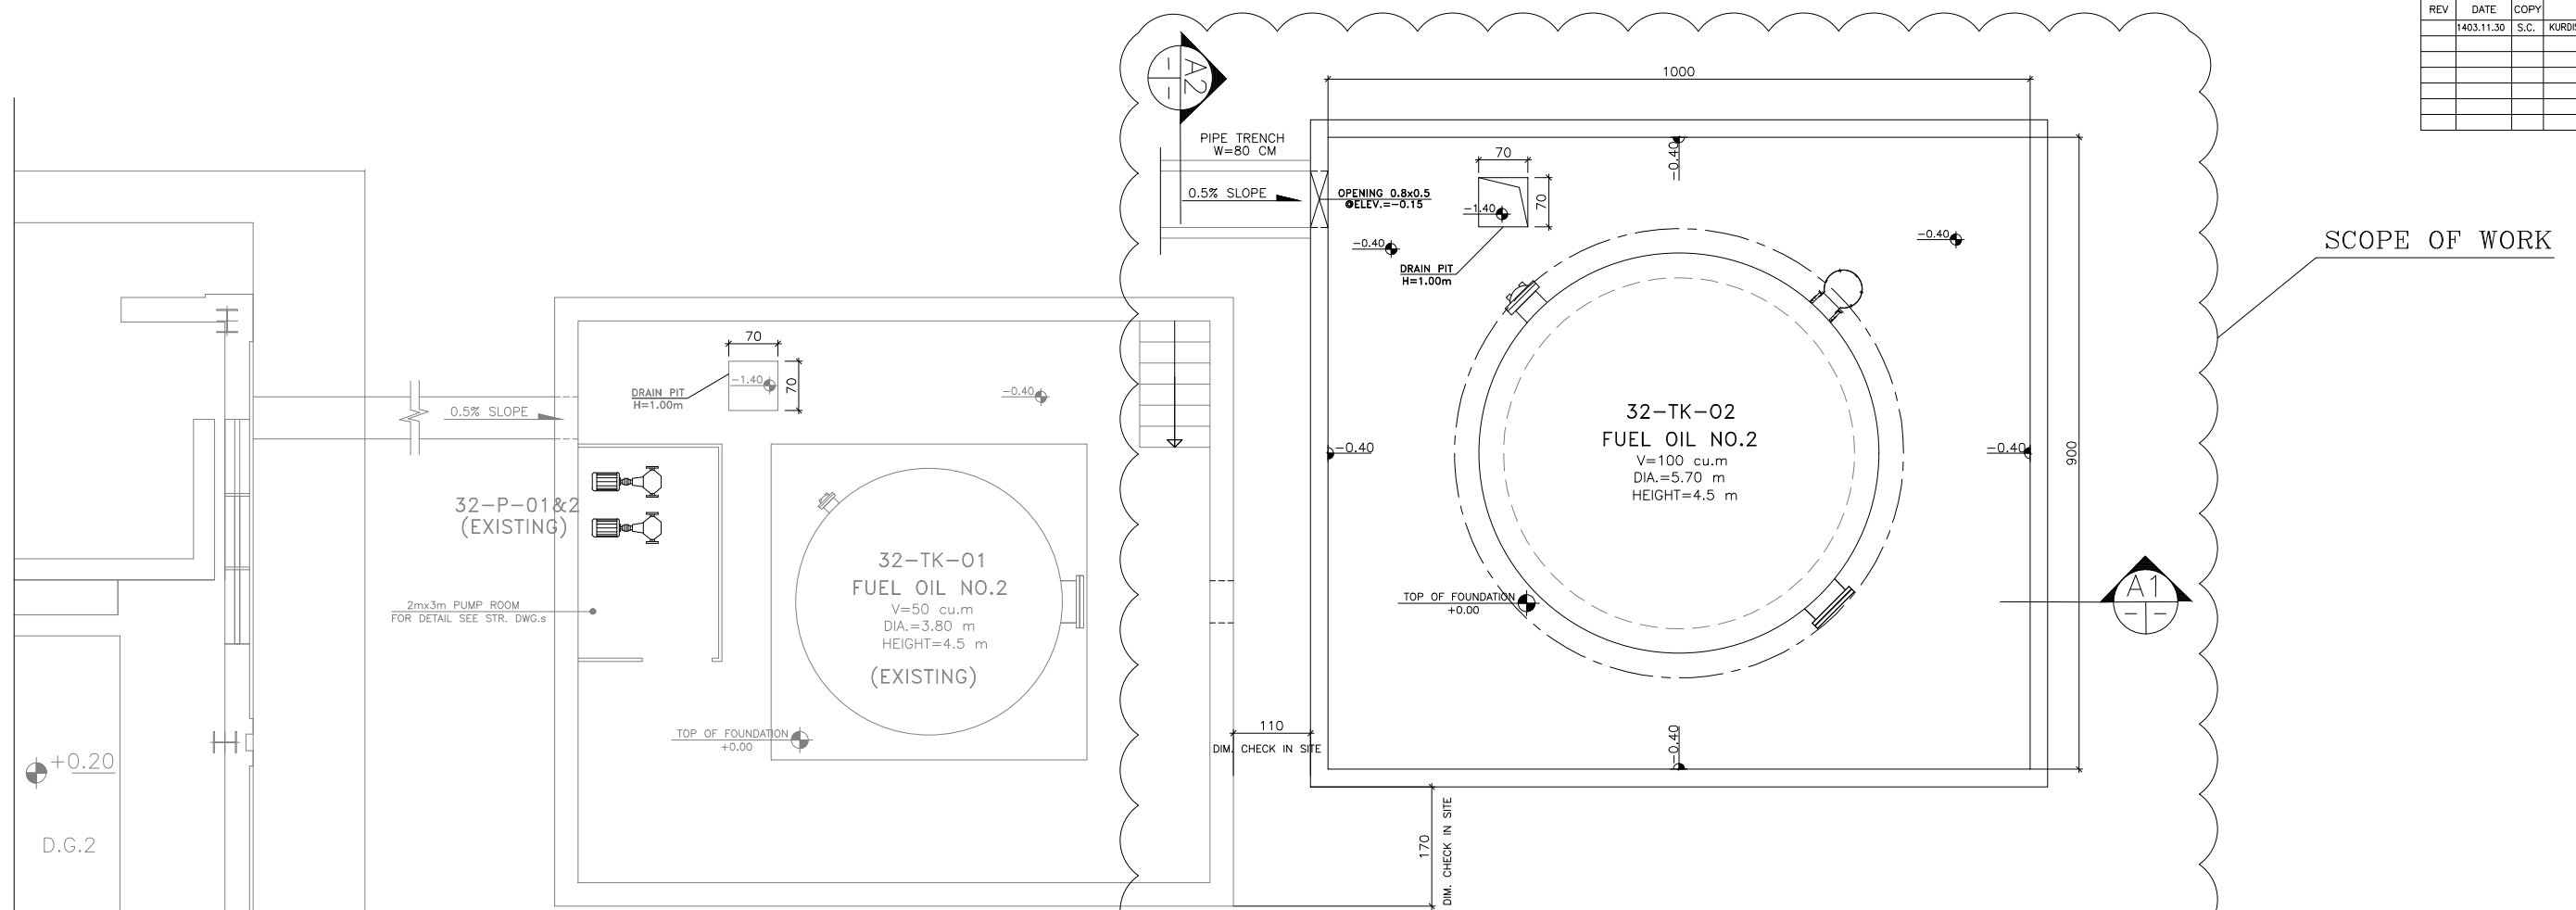 REV DATE COPY
1403.11.30 S.C.
A2
1000
PIPE TRENCH
W=80 CM
0.5% SLOPE
OPENING 0.8x0.5
@ELEV.=-0.15
70
70
-1.40
-0.40
-0.40
-0.40
DRAIN PIT
H=1.00m
SCOPE OF WORK
70
70
-1.40
DRAIN PIT
H=1.00m
-0.40
0.5% SLOPE
32-TK-02
FUEL OIL NO.2
V=100 cu.m
DIA.=5.70 m
HEIGHT=4.5 m
-0.40
-0.40
900
32-P-01&2
(EXISTING)
32-TK-01
FUEL OIL NO.2
V=50 cu.m
DIA.=3.80 m
HEIGHT=4.5 m
(EXISTING)
2mx3m PUMP ROOM
FOR DETAIL SEE STR. DWG.s
TOP OF FOUNDATION
+0.00
A1
TOP OF FOUNDATION
+0.00
110
DIM. CHECK IN SITE
-0.40
+0.20
D.G.2
170
DIM. CHECK IN SITE